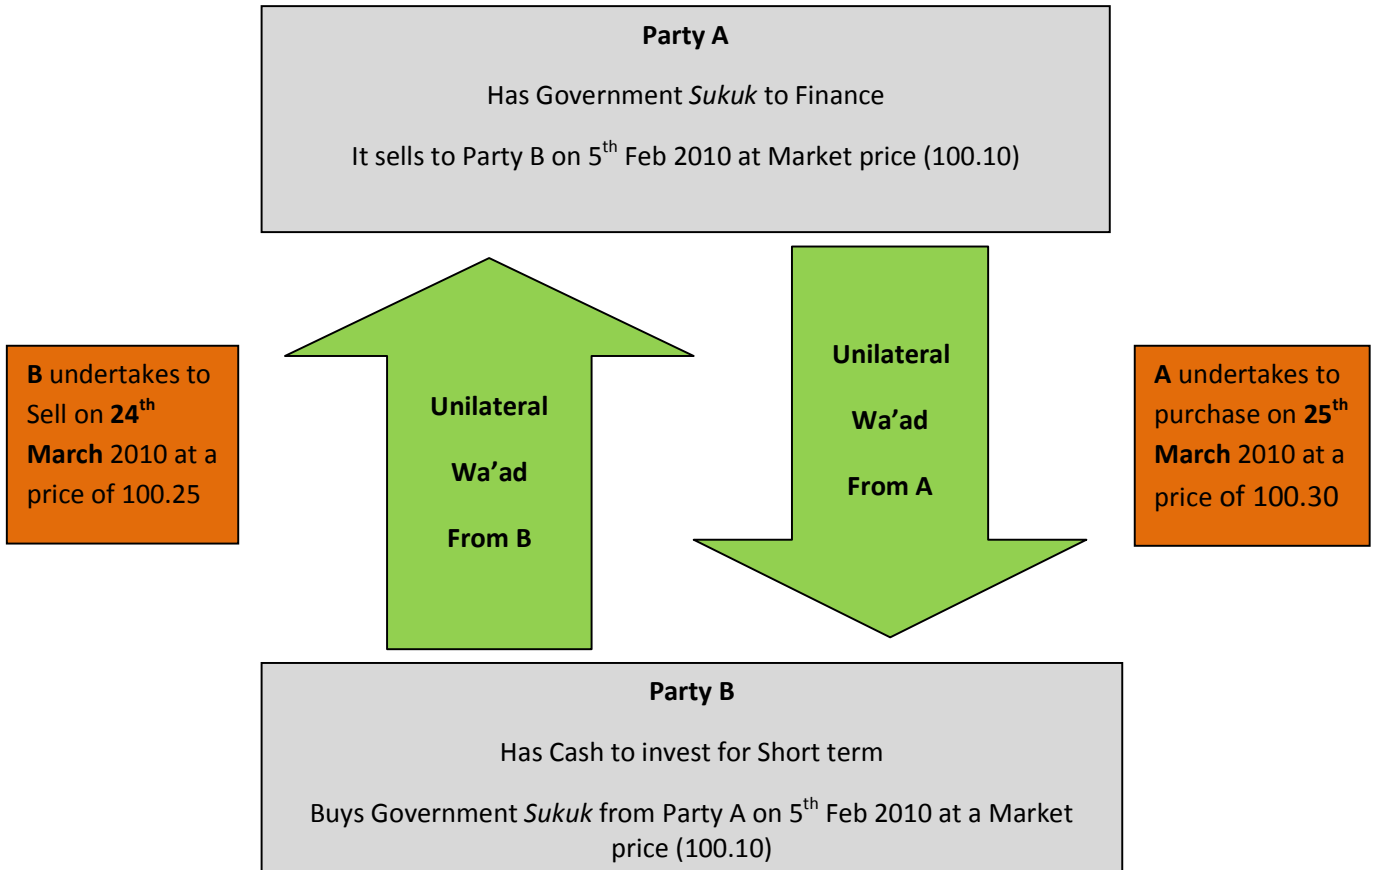 Party A
Has Government Sukuk to Finance
It sells to Party B on 5th Feb 2010 at Market price (100.10)
B undertakes to
Sell on 24th
March 2010 at a
price of 100.25
Unilateral
Wa’ad
From B
Unilateral
Wa’ad
From A
A undertakes to
purchase on 25th
March 2010 at a
price of 100.30
Party B
Has Cash to invest for Short term
Buys Government Sukuk from Party A on 5th Feb 2010 at a Market
price (100.10)